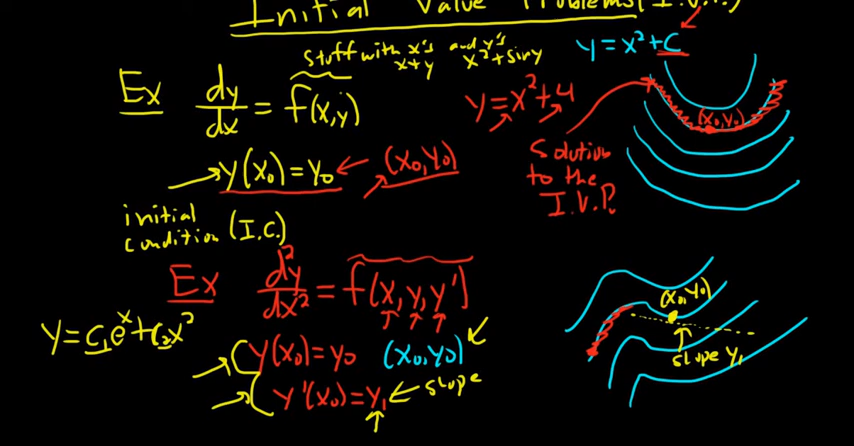 Initial Value Problems (I.V.P.)
stuff with x's and y's
x+y x²+sin y
y = x² + C
Ex dy/dx = f(x,y)
y = x² + 4
(x₀,y₀)
y(x₀) = y₀ (x₀,y₀)
Solution
to the
I.V.P.
initial
condition (I.C.)
Ex d²y/dx² = f(x, y, y')
(x₀,y₀)
y = c₁eˣ + c₂x²
y(x₀) = y₀ (x₀,y₀)
slope y₁
y'(x₀) = y₁ ← slope